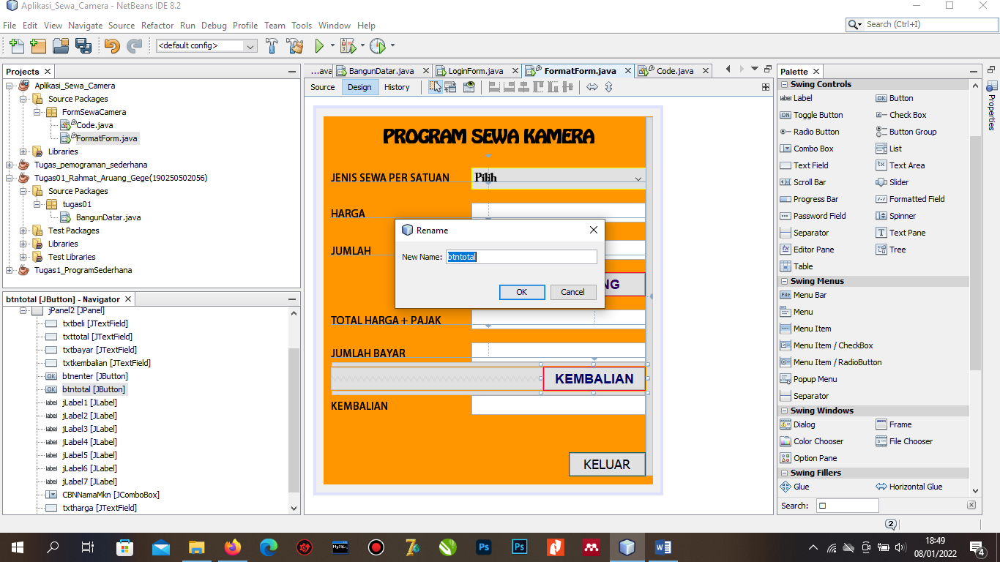 Aplikasi_Sewa_Camera - NetBeans IDE 8.2
File Edit View Navigate Source Refactor Run Debug Profile Team Tools Window Help
Search (Ctrl+I)
<default config>
Projects
Aplikasi_Sewa_Camera
Source Packages
FormSewaCamera
Code.java
FormatForm.java
Libraries
Tugas_pemograman_sederhana
Tugas01_Rahmat_Aruang_Gege(190250502056)
Source Packages
tugas01
BangunDatar.java
Test Packages
Libraries
Test Libraries
Tugas1_ProgramSederhana
btntotal [JButton] - Navigator
jPanel2 [JPanel]
txtbeli [JTextField]
txttotal [JTextField]
txtbayar [JTextField]
txtkembalian [JTextField]
btnenter [JButton]
btntotal [JButton]
jLabel1 [JLabel]
jLabel2 [JLabel]
jLabel3 [JLabel]
jLabel4 [JLabel]
jLabel5 [JLabel]
jLabel6 [JLabel]
jLabel7 [JLabel]
CBNNamaMkn [JComboBox]
txtharga [JTextField]
...ava BangunDatar.java LoginForm.java FormatForm.java Code.java
Source Design History
PROGRAM SEWA KAMERA
JENIS SEWA PER SATUAN Pilih
HARGA
JUMLAH
NG
TOTAL HARGA + PAJAK
JUMLAH BAYAR
KEMBALIAN
KEMBALIAN
KELUAR
Rename
New Name: btntotal
OK Cancel
Palette
Swing Controls
Label Button
Toggle Button Check Box
Radio Button Button Group
Combo Box List
Text Field Text Area
Scroll Bar Slider
Progress Bar Formatted Field
Password Field Spinner
Separator Text Pane
Editor Pane Tree
Table
Swing Menus
Menu Bar
Menu
Menu Item
Menu Item / CheckBox
Menu Item / RadioButton
Popup Menu
Separator
Swing Windows
Dialog Frame
Color Chooser File Chooser
Option Pane
Swing Fillers
Glue Horizontal Glue
Search:
Properties
2
18:49
08/01/2022
4